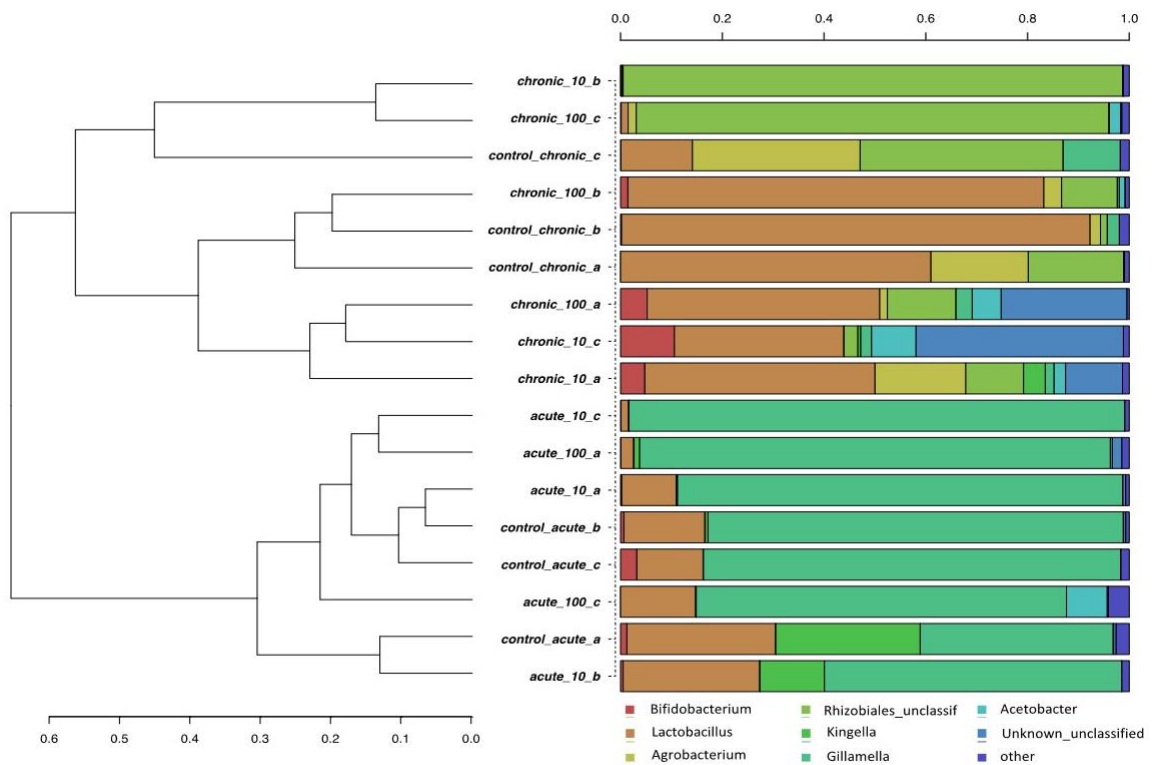 0.0 0.2 0.4 0.6 0.8 1.0
chronic_10_b
chronic_100_c
control_chronic_c
chronic_100_b
control_chronic_b
control_chronic_a
chronic_100_a
chronic_10_c
chronic_10_a
acute_10_c
acute_100_a
acute_10_a
control_acute_b
control_acute_c
acute_100_c
control_acute_a
acute_10_b
0.6 0.5 0.4 0.3 0.2 0.1 0.0
Bifidobacterium Rhizobiales_unclassif Acetobacter
Lactobacillus Kingella Unknown_unclassified
Agrobacterium Gillamella other